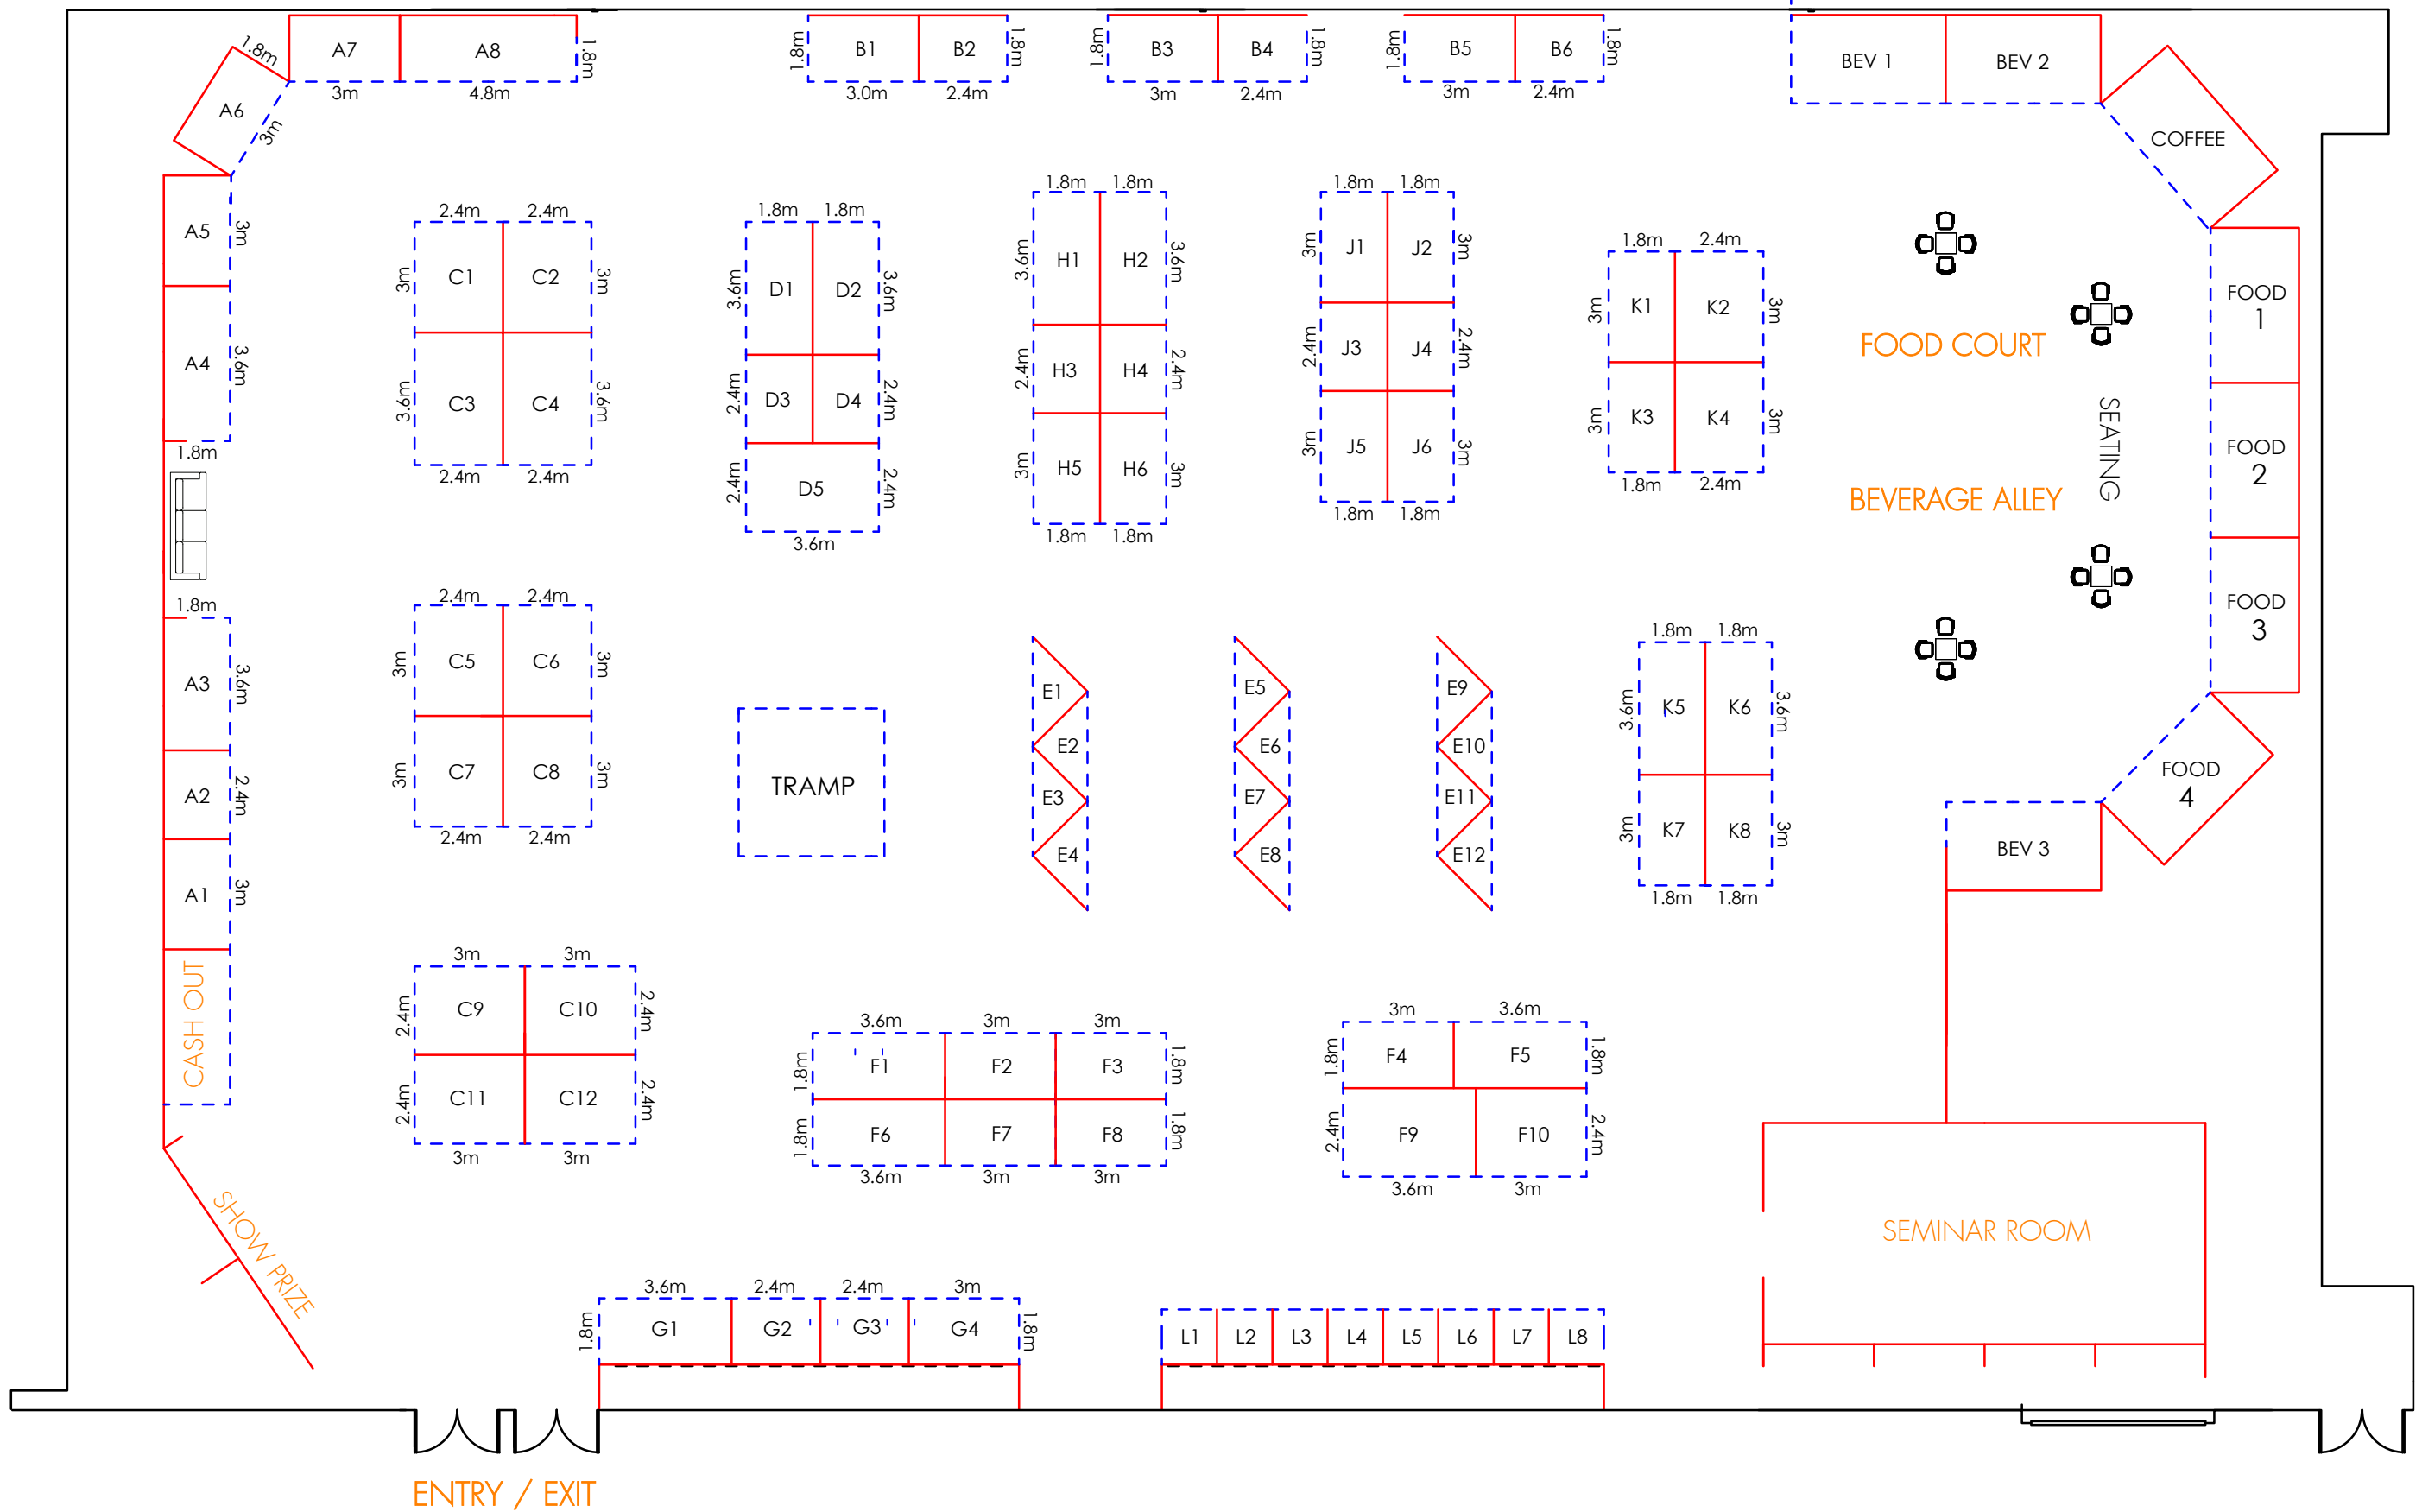 1.8m
A7
A8
1.8m
3m
4.8m
A6
3m
1.8m
B1
B2
1.8m
3.0m
2.4m
1.8m
B3
B4
1.8m
3m
2.4m
1.8m
B5
B6
1.8m
3m
2.4m
BEV 1
BEV 2
COFFEE
A5
3m
A4
3.6m
1.8m
1.8m
A3
3.6m
A2
2.4m
A1
3m
CASH OUT
SHOW PRIZE
2.4m
2.4m
3m
C1
C2
3m
3.6m
C3
C4
3.6m
2.4m
2.4m
1.8m
1.8m
3.6m
D1
D2
3.6m
2.4m
D3
D4
2.4m
2.4m
D5
2.4m
3.6m
1.8m
1.8m
3.6m
H1
H2
3.6m
2.4m
H3
H4
2.4m
3m
H5
H6
3m
1.8m
1.8m
1.8m
1.8m
3m
J1
J2
3m
2.4m
J3
J4
2.4m
3m
J5
J6
3m
1.8m
1.8m
1.8m
2.4m
3m
K1
K2
3m
3m
K3
K4
3m
1.8m
2.4m
FOOD COURT
BEVERAGE ALLEY
SEATING
FOOD
1
FOOD
2
FOOD
3
FOOD
4
BEV 3
2.4m
2.4m
3m
C5
C6
3m
3m
C7
C8
3m
2.4m
2.4m
TRAMP
E1
E2
E3
E4
E5
E6
E7
E8
E9
E10
E11
E12
1.8m
1.8m
3.6m
K5
K6
3.6m
3m
K7
K8
3m
1.8m
1.8m
3m
3m
2.4m
C9
C10
2.4m
2.4m
C11
C12
2.4m
3m
3m
3.6m
3m
3m
1.8m
F1
F2
F3
1.8m
1.8m
F6
F7
F8
1.8m
3.6m
3m
3m
3m
3.6m
1.8m
F4
F5
1.8m
2.4m
F9
F10
2.4m
3.6m
3m
SEMINAR ROOM
3.6m
2.4m
2.4m
3m
1.8m
G1
G2
G3
G4
1.8m
L1
L2
L3
L4
L5
L6
L7
L8
ENTRY / EXIT